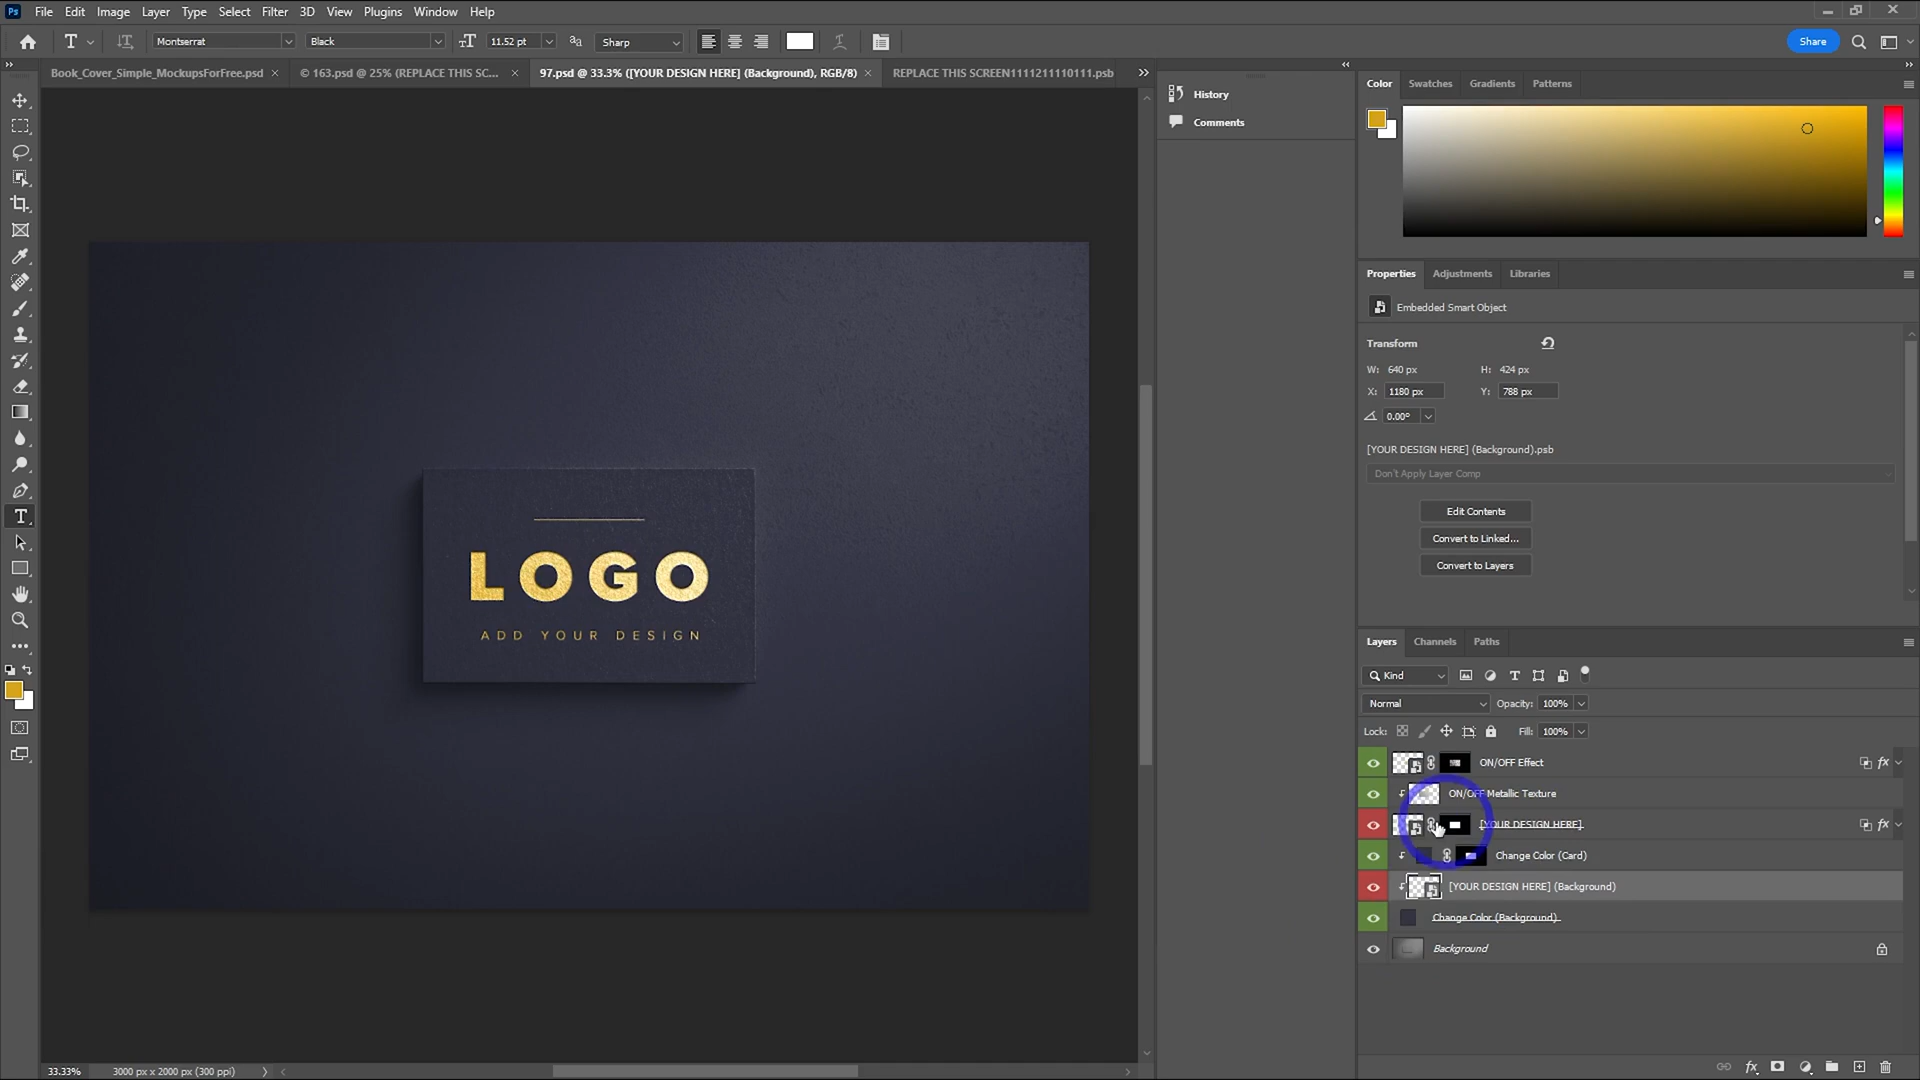 Ps File Edit Image Layer Type Select Filter 3D View Plugins Window Help
T Montserrat Black 11.52 pt Sharp Share
Book_Cover_Simple_MockupsForFree.psd © 163.psd @ 25% (REPLACE THIS SC... 97.psd @ 33.3% ([YOUR DESIGN HERE] (Background), RGB/8) REPLACE THIS SCREEN1111211110111.psb
History
Comments
Color Swatches Gradients Patterns
Properties Adjustments Libraries
Embedded Smart Object
Transform
W: 640 px H: 424 px
X: 1180 px Y: 788 px
0.00°
[YOUR DESIGN HERE] (Background).psb
Don't Apply Layer Comp
Edit Contents
Convert to Linked...
Convert to Layers
LOGO
ADD YOUR DESIGN
Layers Channels Paths
Kind
Normal Opacity: 100%
Lock: Fill: 100%
ON/OFF Effect fx
ON/OFF Metallic Texture
[YOUR DESIGN HERE] fx
Change Color (Card)
[YOUR DESIGN HERE] (Background)
Change Color (Background)
Background
33.33% 3000 px x 2000 px (300 ppi)
fx